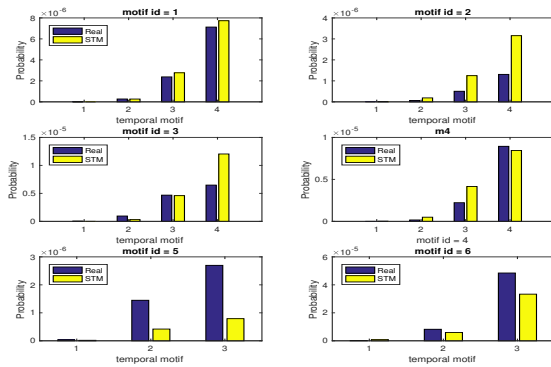 ×10^-6
motif id = 1
8
6
4
2
0
Probability
Real
STM
1 2 3 4
temporal motif
×10^-6
motif id = 2
4
2
0
Probability
Real
STM
1 2 3 4
temporal motif
×10^-5
motif id = 3
1.5
1
0.5
0
Probability
Real
STM
1 2 3 4
temporal motif
×10^-5
m4
1
0.5
0
Probability
Real
STM
1 2 3 4
motif id = 4
×10^-6
motif id = 5
3
2
1
0
Probability
Real
STM
1 2 3
temporal motif
×10^-5
motif id = 6
6
4
2
0
Probability
Real
STM
1 2 3
temporal motif